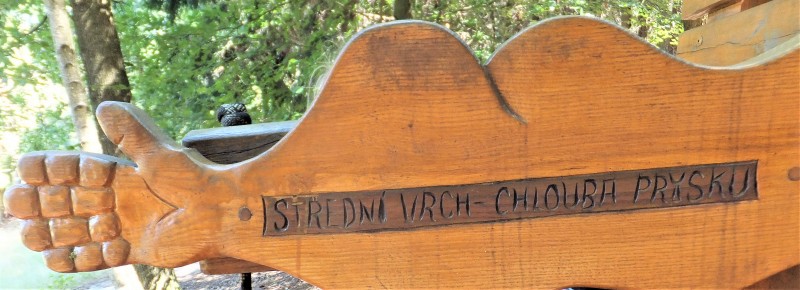 STŘEDNÍ VRCH - CHLOUBA PRYSKU